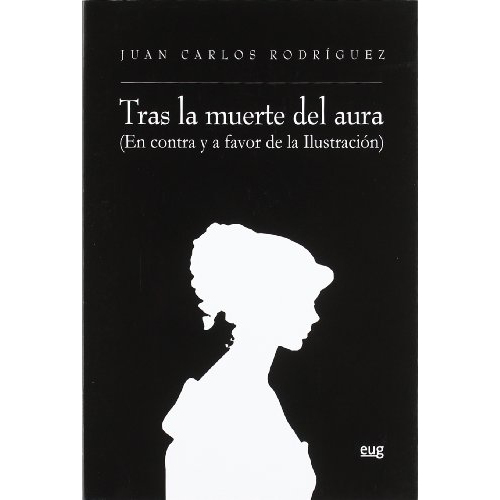 JUAN CARLOS RODRÍGUEZ
Tras la muerte del aura
(En contra y a favor de la Ilustración)
eug